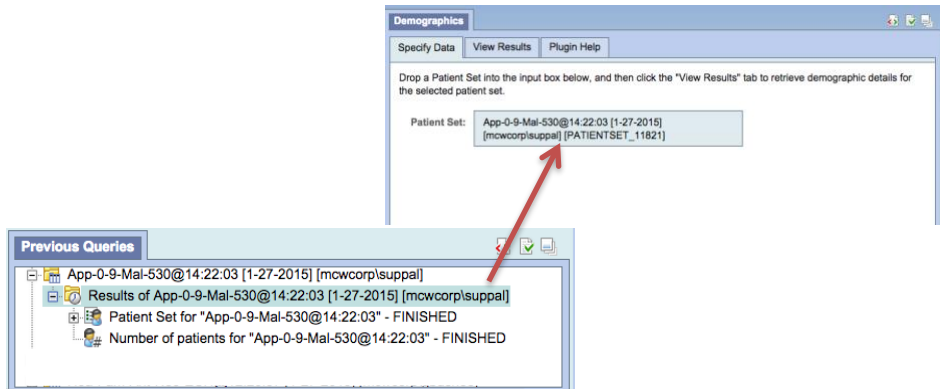 Demographics
Specify Data View Results Plugin Help
Drop a Patient Set into the input box below, and then click the "View Results" tab to retrieve demographic details for
the selected patient set.
Patient Set: App-0-9-Mal-530@14:22:03 [1-27-2015]
[mcwcorp\suppal] [PATIENTSET_11821]
Previous Queries
App-0-9-Mal-530@14:22:03 [1-27-2015] [mcwcorp\suppal]
Results of App-0-9-Mal-530@14:22:03 [1-27-2015] [mcwcorp\suppal]
Patient Set for "App-0-9-Mal-530@14:22:03" - FINISHED
Number of patients for "App-0-9-Mal-530@14:22:03" - FINISHED